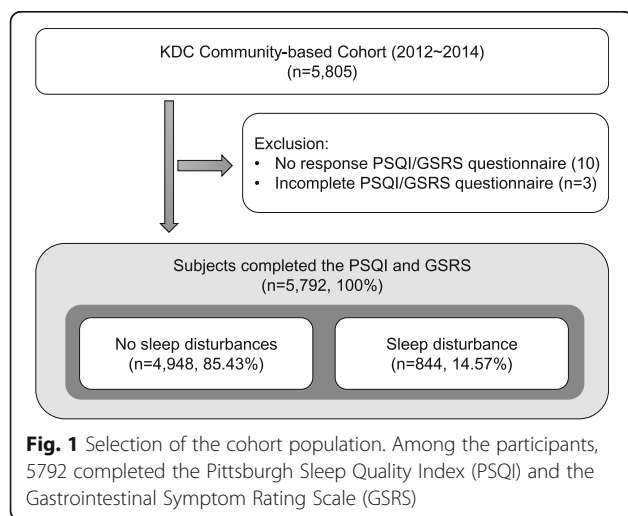 KDC Community-based Cohort (2012~2014)
(n=5,805)
Exclusion:
• No response PSQI/GSRS questionnaire (10)
• Incomplete PSQI/GSRS questionnaire (n=3)
Subjects completed the PSQI and GSRS
(n=5,792, 100%)
No sleep disturbances
(n=4,948, 85.43%)
Sleep disturbance
(n=844, 14.57%)
Fig. 1 Selection of the cohort population. Among the participants,
5792 completed the Pittsburgh Sleep Quality Index (PSQI) and the
Gastrointestinal Symptom Rating Scale (GSRS)